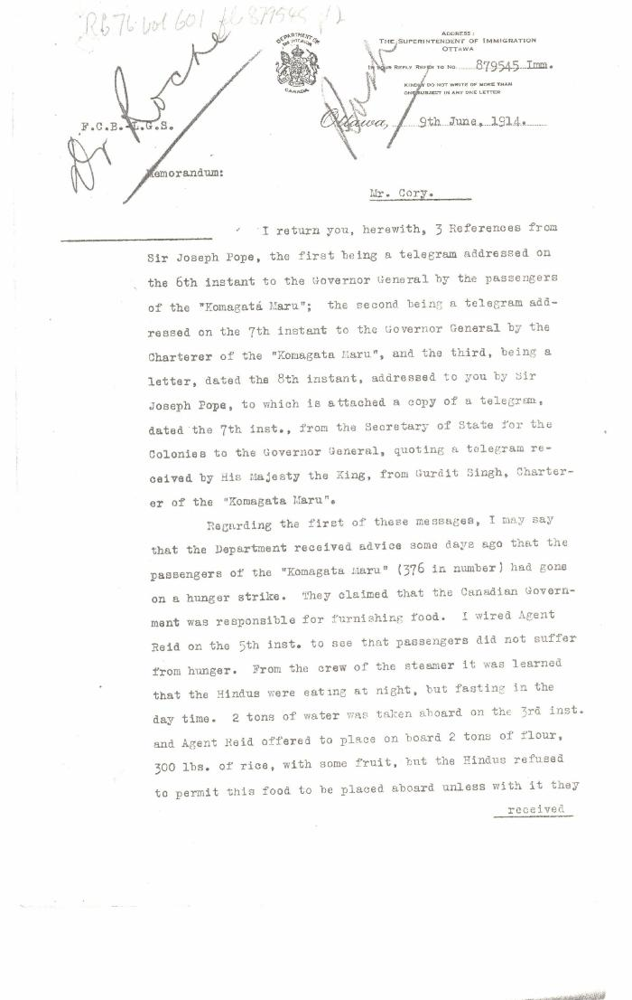 RG 76 vol 601 file 879545 pt 2
ADDRESS:
THE SUPERINTENDENT OF IMMIGRATION
OTTAWA
DEPARTMENT OF THE INTERIOR
CANADA
IN YOUR REPLY REFER TO No. 879545 Imm.
KINDLY DO NOT WRITE OF MORE THAN
ONE SUBJECT IN ANY ONE LETTER
Dr Roche
Rush
F.C.B.-L.G.S.
Ottawa, 9th June, 1914.
Memorandum:
Mr. Cory.
I return you, herewith, 3 References from
Sir Joseph Pope, the first being a telegram addressed on
the 6th instant to the Governor General by the passengers
of the "Komagatá Maru"; the second being a telegram add-
ressed on the 7th instant to the Governor General by the
Charterer of the "Komagata Maru", and the third, being a
letter, dated the 8th instant, addressed to you by Sir
Joseph Pope, to which is attached a copy of a telegram,
dated the 7th inst., from the Secretary of State for the
Colonies to the Governor General, quoting a telegram re-
ceived by His Majesty the King, from Gurdit Singh, Charter-
er of the "Komagata Maru".
Regarding the first of these messages, I may say
that the Department received advice some days ago that the
passengers of the "Komagata Maru" (376 in number) had gone
on a hunger strike. They claimed that the Canadian Govern-
ment was responsible for furnishing food. I wired Agent
Reid on the 5th inst. to see that passengers did not suffer
from hunger. From the crew of the steamer it was learned
that the Hindus were eating at night, but fasting in the
day time. 2 tons of water was taken aboard on the 3rd inst.
and Agent Reid offered to place on board 2 tons of flour,
300 lbs. of rice, with some fruit, but the Hindus refused
to permit this food to be placed aboard unless with it they
received